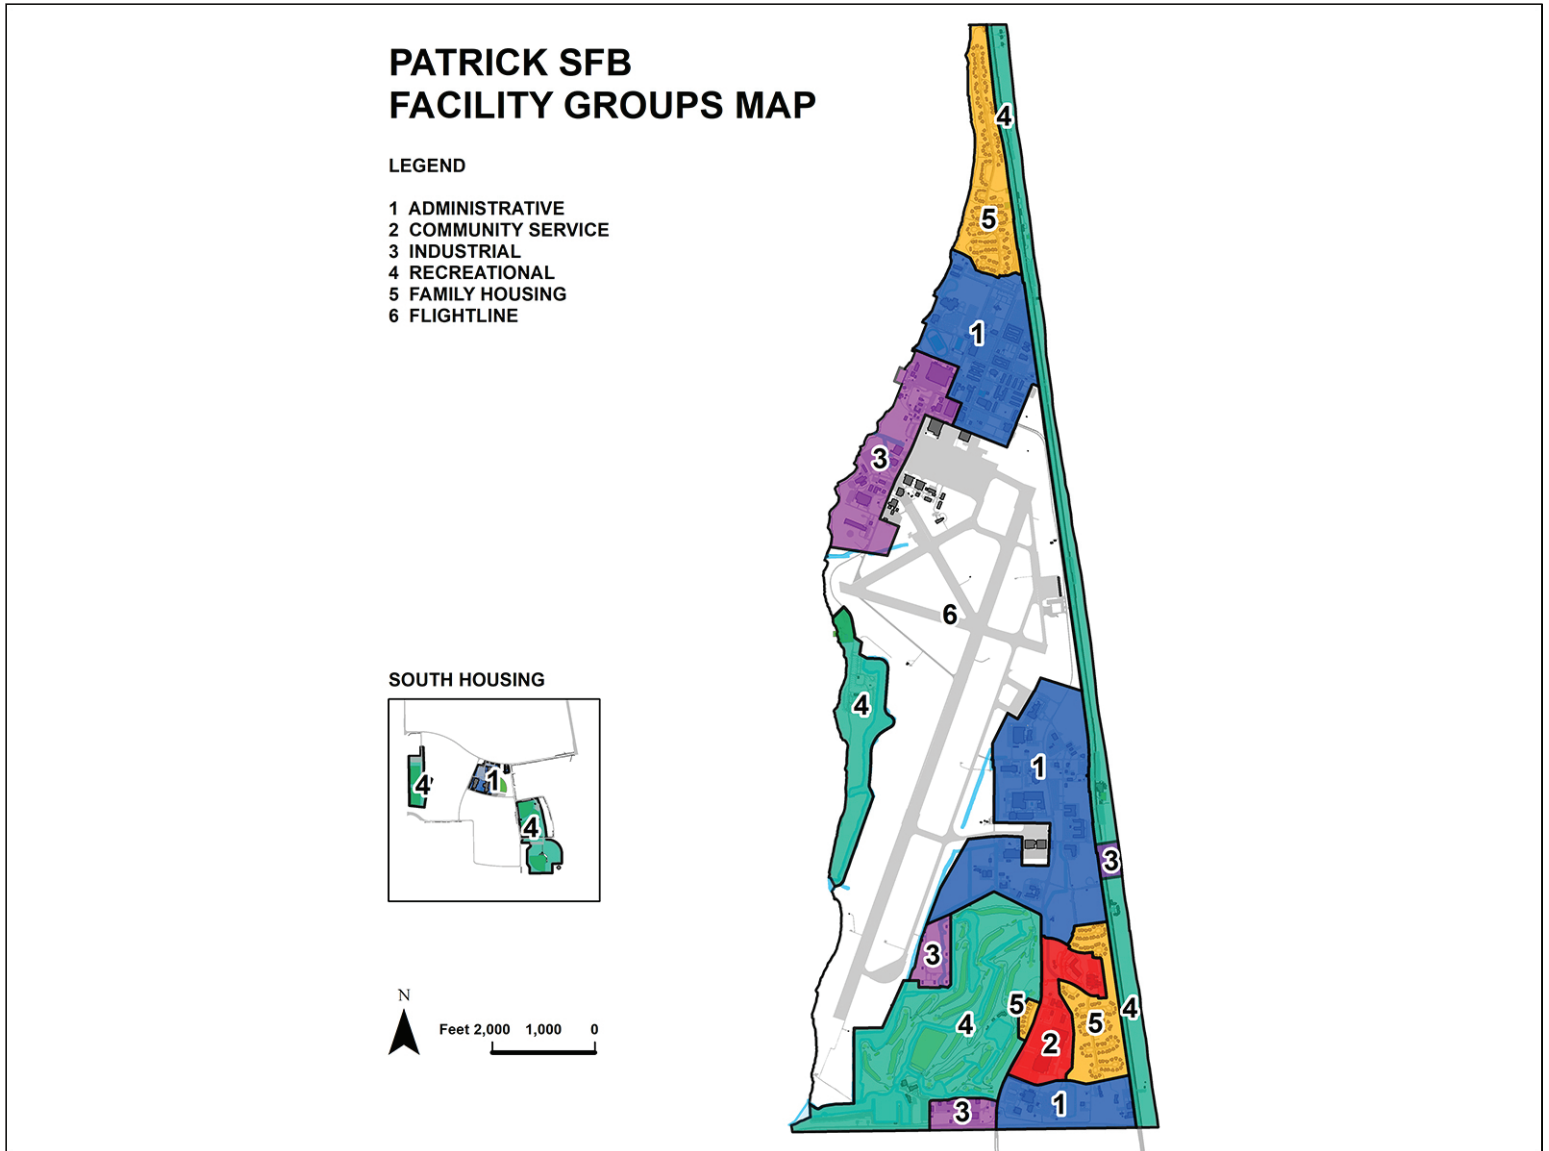 PATRICK SFB
FACILITY GROUPS MAP
LEGEND
1 ADMINISTRATIVE
2 COMMUNITY SERVICE
3 INDUSTRIAL
4 RECREATIONAL
5 FAMILY HOUSING
6 FLIGHTLINE
4
5
1
3
6
4
1
3
3
5
4
4
5
2
3
1
SOUTH HOUSING
4
1
4
N
Feet 2,000 1,000 0